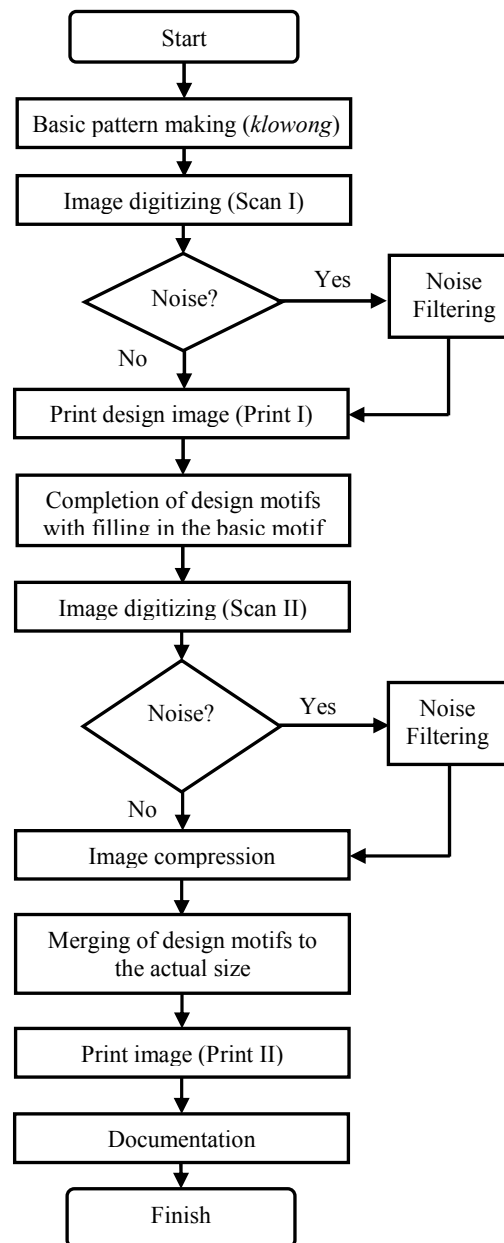 Start
Basic pattern making (klowong)
Image digitizing (Scan I)
Noise?
Yes
Noise
Filtering
No
Print design image (Print I)
Completion of design motifs
with filling in the basic motif
Image digitizing (Scan II)
Noise?
Yes
Noise
Filtering
No
Image compression
Merging of design motifs to
the actual size
Print image (Print II)
Documentation
Finish